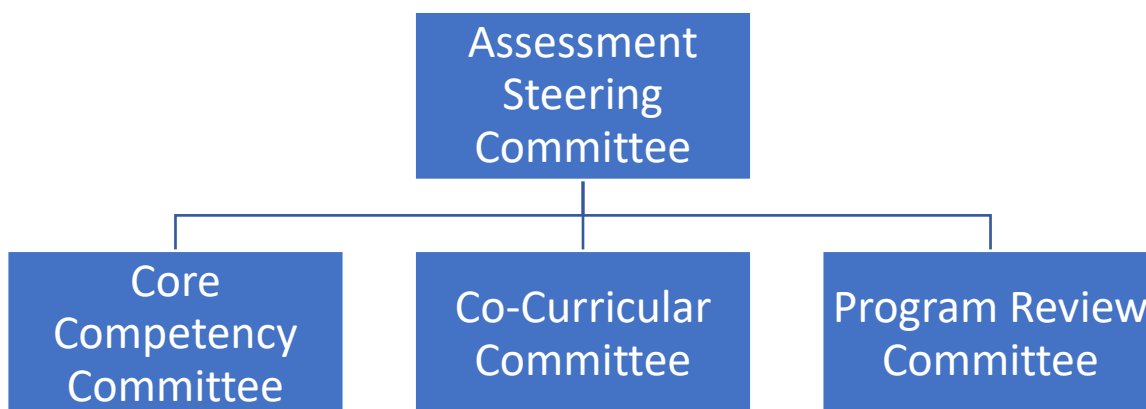 Assessment
Steering
Committee
Core
Competency
Committee
Co-Curricular
Committee
Program Review
Committee